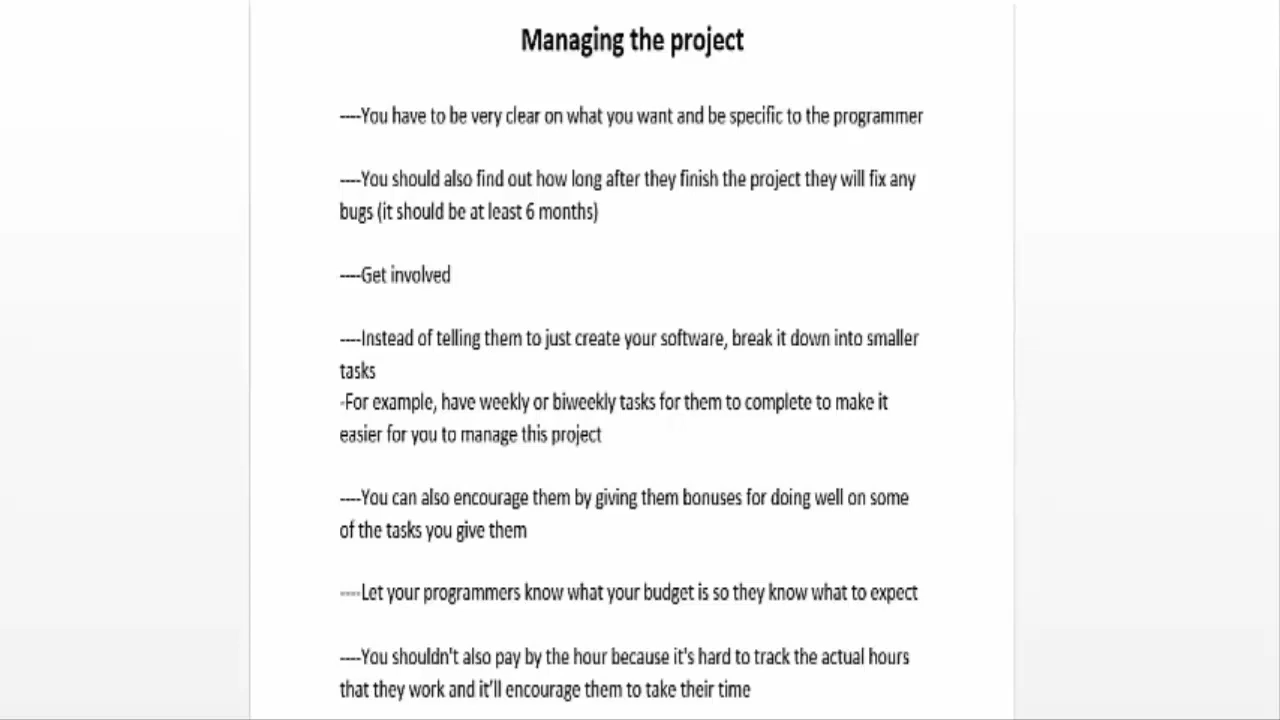 Managing the project
----You have to be very clear on what you want and be specific to the programmer
----You should also find out how long after they finish the project they will fix any
bugs (it should be at least 6 months)
----Get involved
----Instead of telling them to just create your software, break it down into smaller
tasks
-For example, have weekly or biweekly tasks for them to complete to make it
easier for you to manage this project
----You can also encourage them by giving them bonuses for doing well on some
of the tasks you give them
----Let your programmers know what your budget is so they know what to expect
----You shouldn't also pay by the hour because it's hard to track the actual hours
that they work and it'll encourage them to take their time